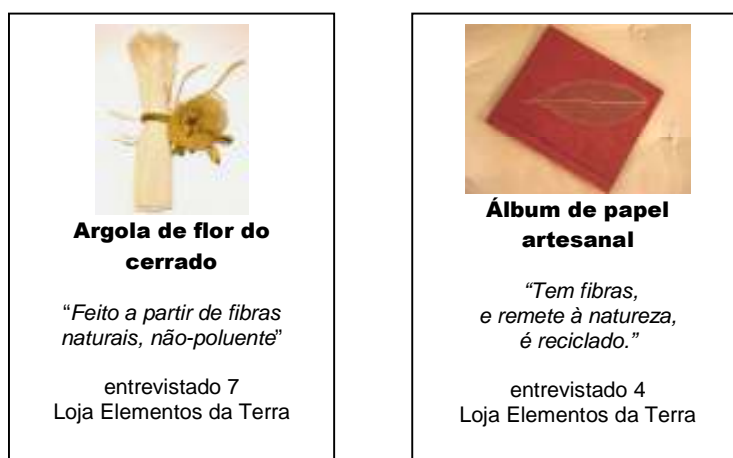 Argola de flor do
cerrado
“Feito a partir de fibras
naturais, não-poluente”
entrevistado 7
Loja Elementos da Terra
Álbum de papel
artesanal
“Tem fibras,
e remete à natureza,
é reciclado.”
entrevistado 4
Loja Elementos da Terra